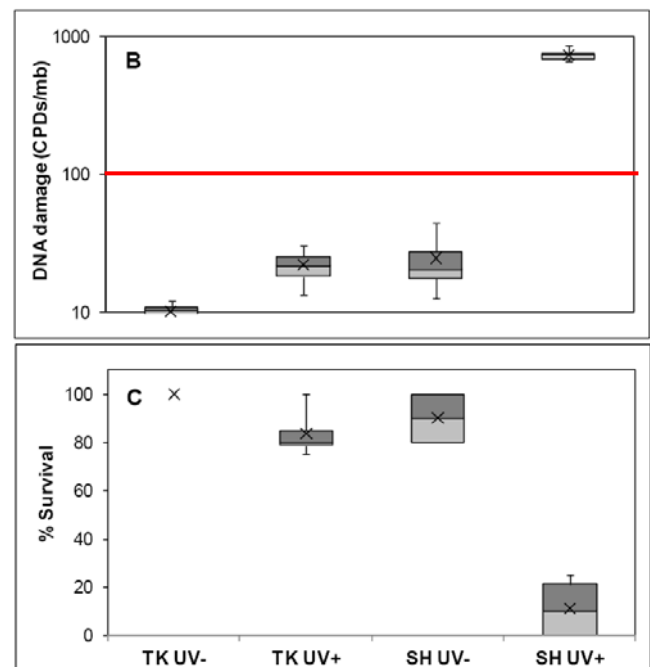 1000
B
DNA damage (CPDs/mb)
100
10
C
100
80
% Survival
60
40
20
0
TK UV- TK UV+ SH UV- SH UV+